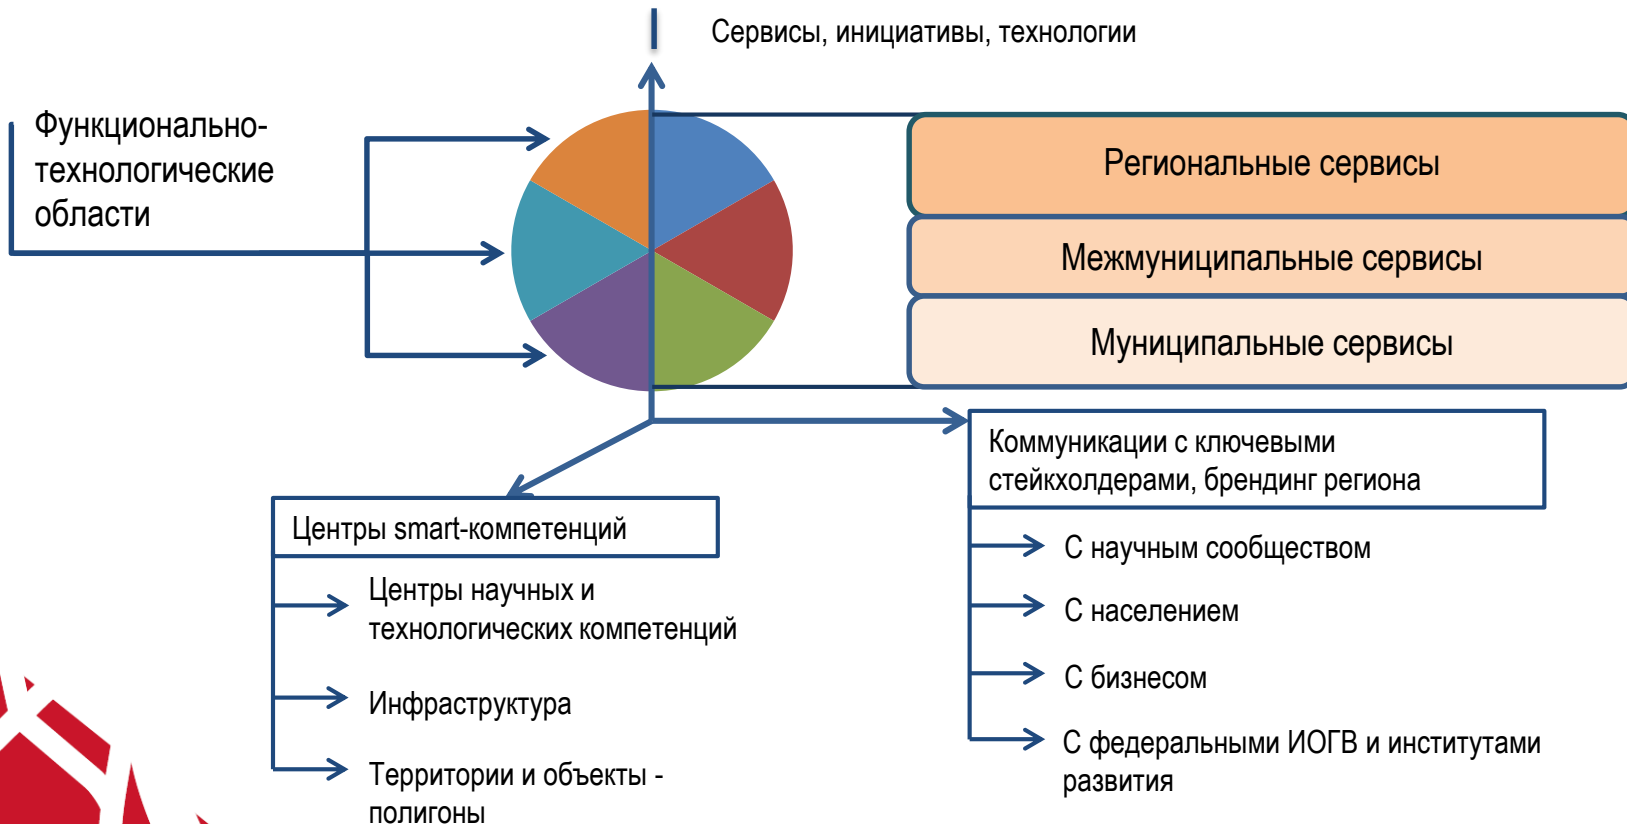 Сервисы, инициативы, технологии
Функционально-
технологические
области
Региональные сервисы
Межмуниципальные сервисы
Муниципальные сервисы
Коммуникации с ключевыми
стейкхолдерами, брендинг региона
С научным сообществом
С населением
С бизнесом
С федеральными ИОГВ и институтами
развития
Центры smart-компетенций
Центры научных и
технологических компетенций
Инфраструктура
Территории и объекты -
полигоны